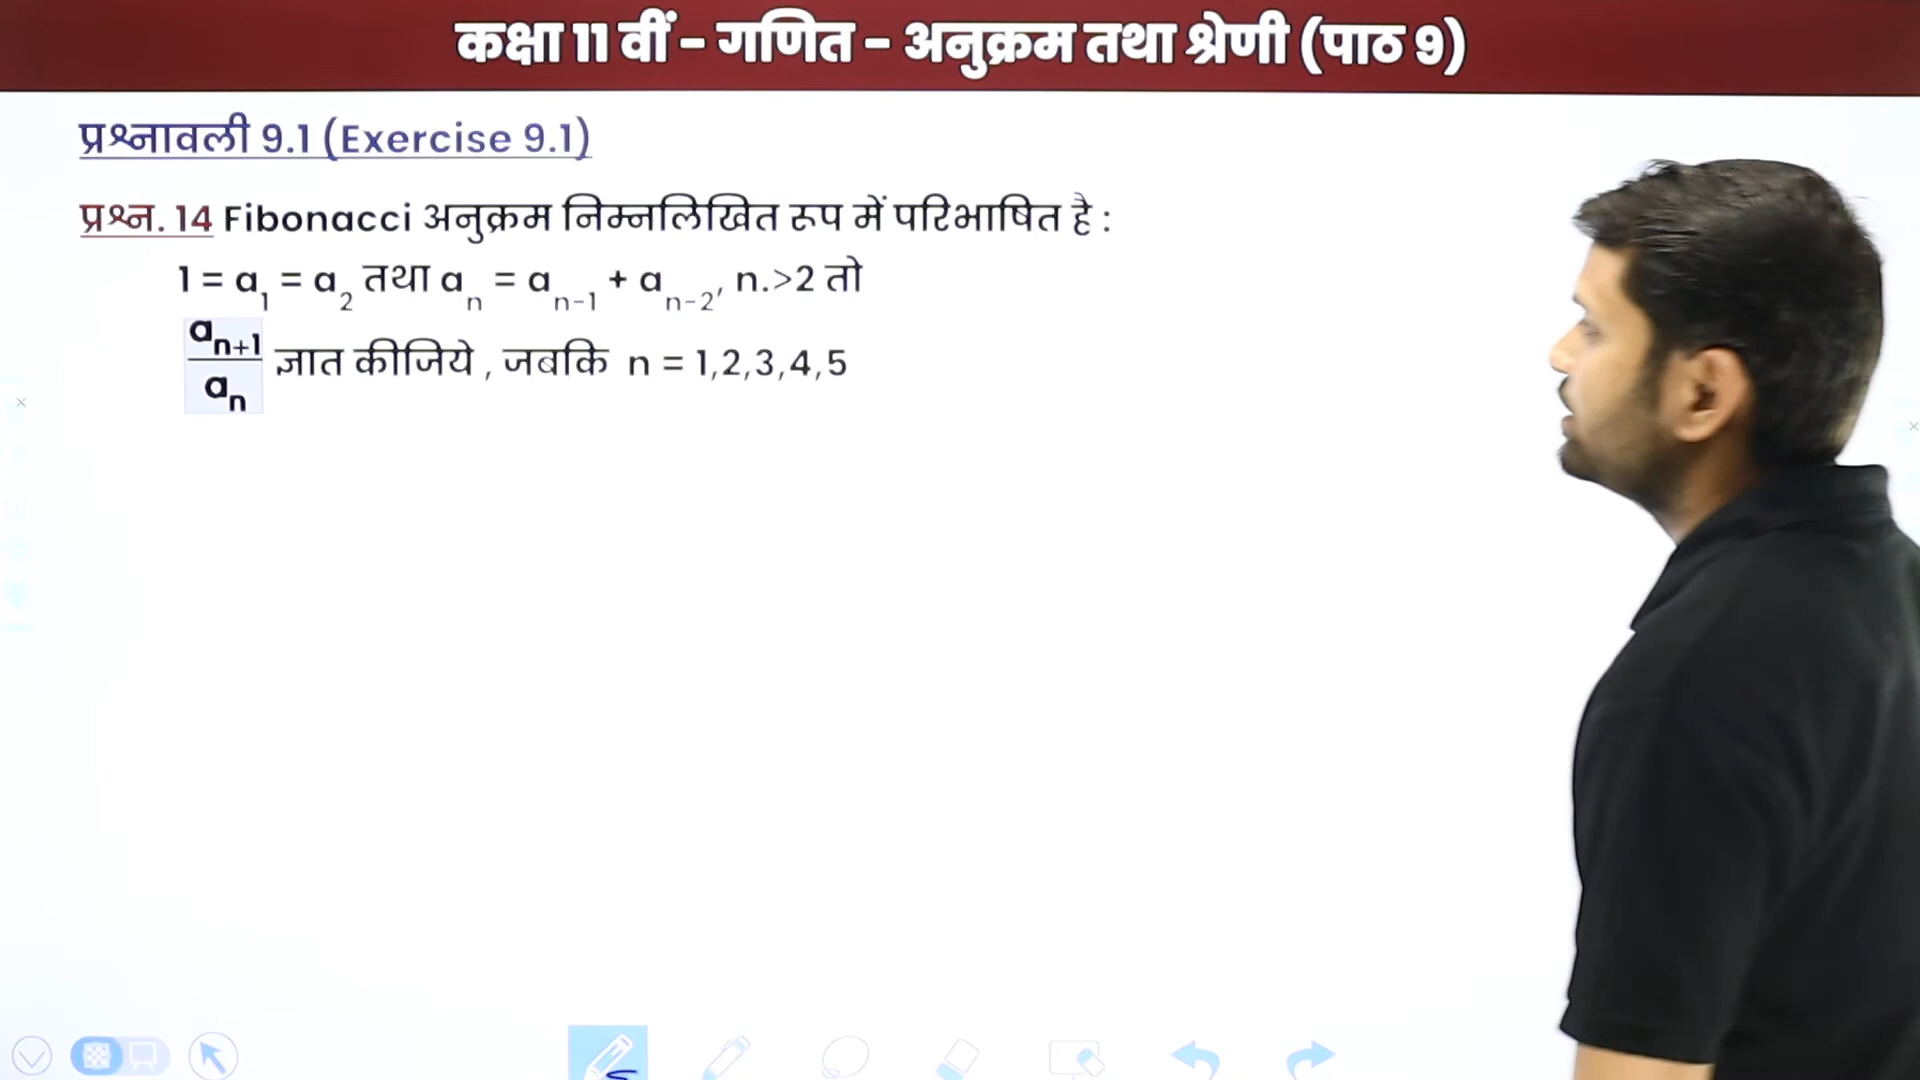 कक्षा 11 वीं - गणित - अनुक्रम तथा श्रेणी (पाठ 9)
प्रश्नावली 9.1 (Exercise 9.1)
प्रश्न. 14 Fibonacci अनुक्रम निम्नलिखित रूप में परिभाषित है :
1 = a₁ = a₂ तथा aₙ = aₙ₋₁ + aₙ₋₂, n.>2 तो
aₙ₊₁/aₙ ज्ञात कीजिये , जबकि n = 1,2,3,4,5